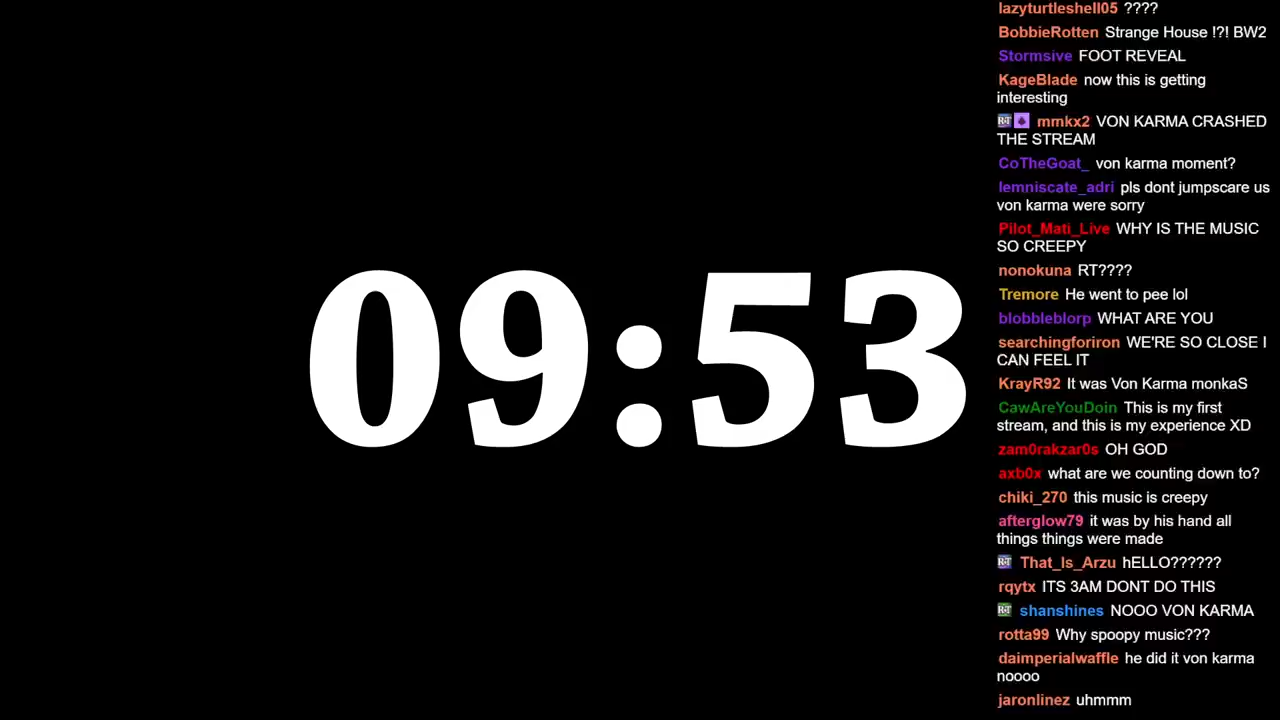 09:53
lazyturtleshell05 ????
BobbieRotten Strange House !?! BW2
Stormsive FOOT REVEAL
KageBlade now this is getting
interesting
RT mmkx2 VON KARMA CRASHED
THE STREAM
CoTheGoat_ von karma moment?
lemniscate_adri pls dont jumpscare us
von karma were sorry
Pilot_Mati_Live WHY IS THE MUSIC
SO CREEPY
nonokuna RT????
Tremore He went to pee lol
blobbleblorp WHAT ARE YOU
searchingforiron WE'RE SO CLOSE I
CAN FEEL IT
KrayR92 It was Von Karma monkaS
CawAreYouDoin This is my first
stream, and this is my experience XD
zam0rakzar0s OH GOD
axb0x what are we counting down to?
chiki_270 this music is creepy
afterglow79 it was by his hand all
things things were made
RT That_Is_Arzu hELLO??????
rqytx ITS 3AM DONT DO THIS
RT shanshines NOOO VON KARMA
rotta99 Why spoopy music???
daimperialwaffle he did it von karma
noooo
jaronlinez uhmmm